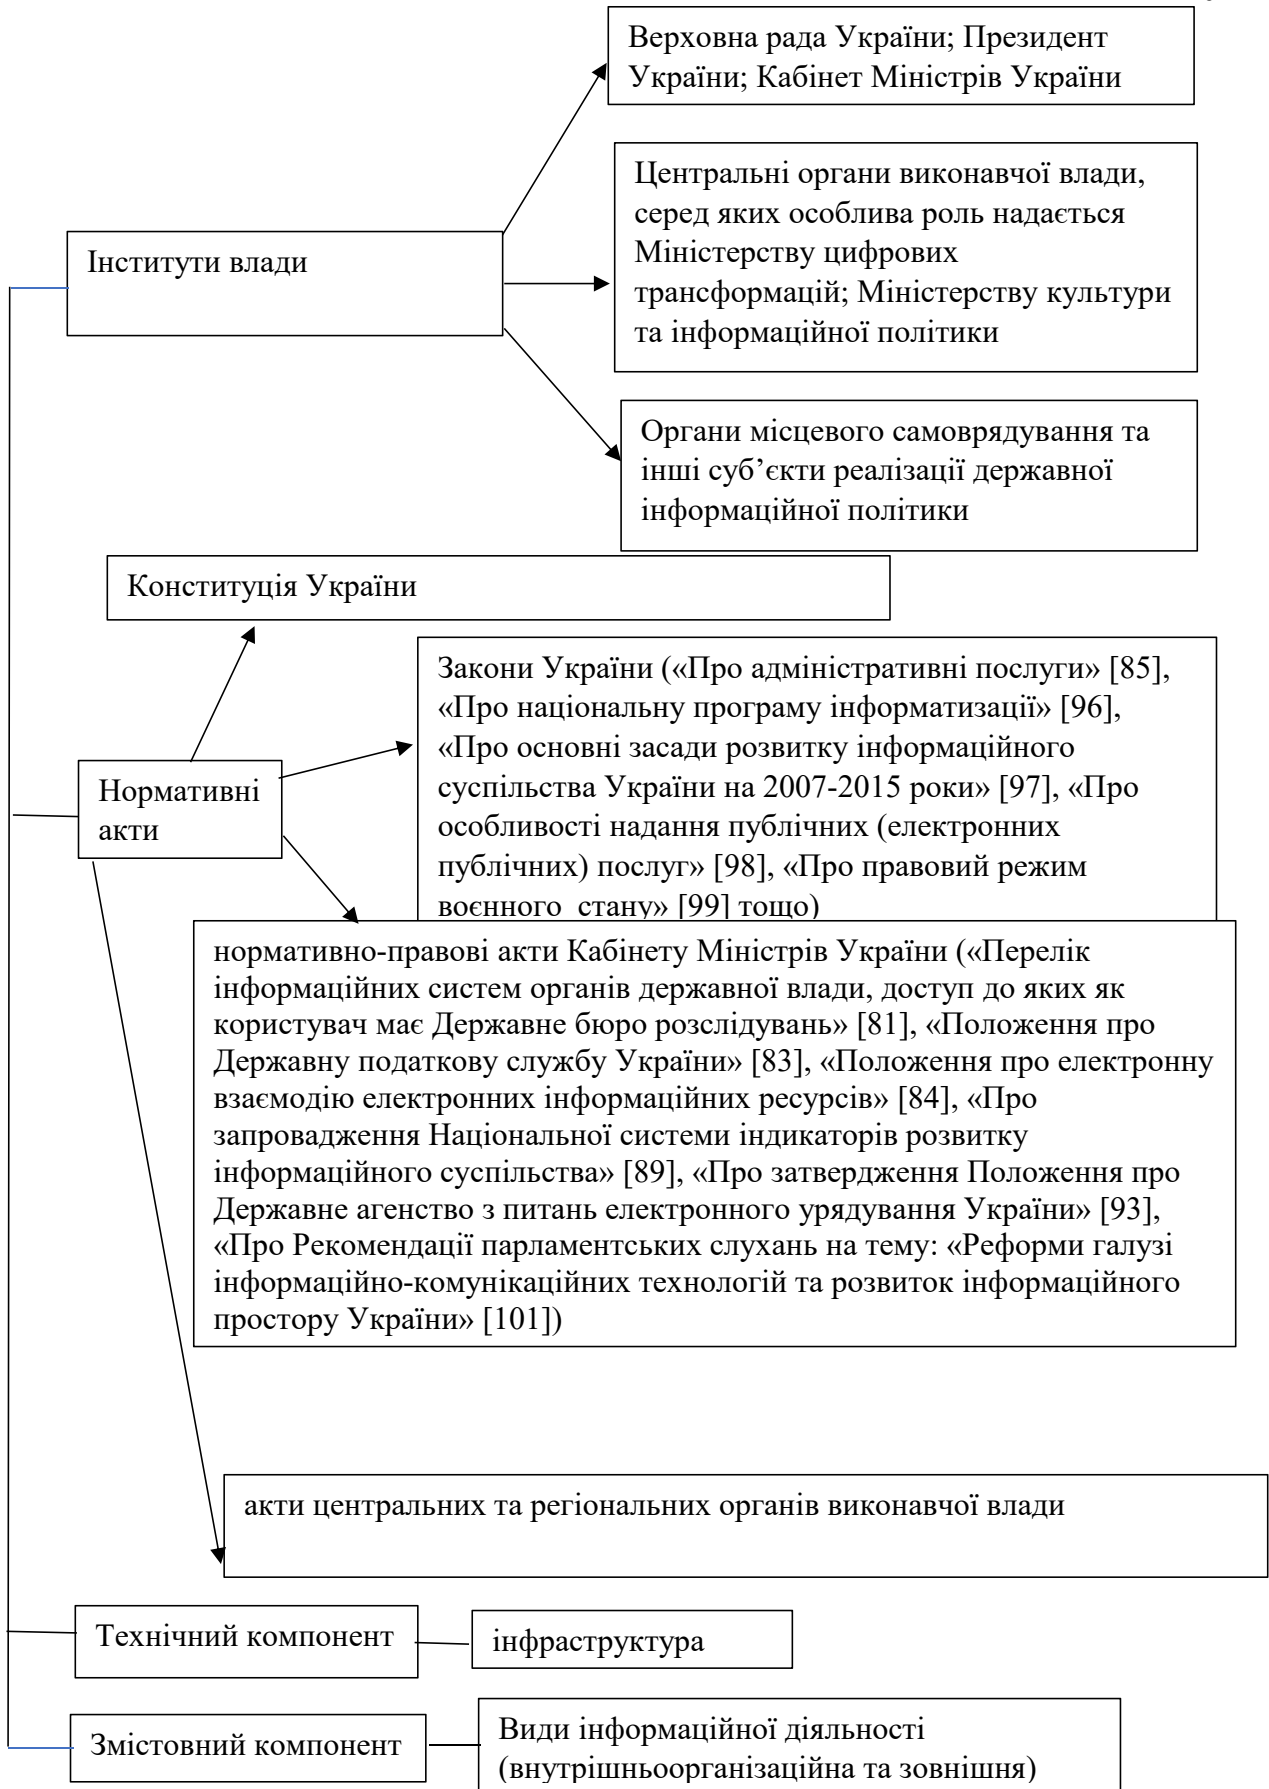 Верховна рада України; Президент
України; Кабінет Міністрів України
Центральні органи виконавчої влади,
серед яких особлива роль надається
Міністерству цифрових
трансформацій; Міністерству культури
та інформаційної політики
Інститути влади
Органи місцевого самоврядування та
інші суб’єкти реалізації державної
інформаційної політики
Конституція України
Закони України («Про адміністративні послуги» [85],
«Про національну програму інформатизації» [96],
«Про основні засади розвитку інформаційного
суспільства України на 2007-2015 роки» [97], «Про
особливості надання публічних (електронних
публічних) послуг» [98], «Про правовий режим
воєнного стану» [99] тощо)
Нормативні
акти
нормативно-правові акти Кабінету Міністрів України («Перелік
інформаційних систем органів державної влади, доступ до яких як
користувач має Державне бюро розслідувань» [81], «Положення про
Державну податкову службу України» [83], «Положення про електронну
взаємодію електронних інформаційних ресурсів» [84], «Про
запровадження Національної системи індикаторів розвитку
інформаційного суспільства» [89], «Про затвердження Положення про
Державне агенство з питань електронного урядування України» [93],
«Про Рекомендації парламентських слухань на тему: «Реформи галузі
інформаційно-комунікаційних технологій та розвиток інформаційного
простору України» [101])
акти центральних та регіональних органів виконавчої влади
Технічний компонент
інфраструктура
Змістовний компонент
Види інформаційної діяльності
(внутрішньоорганізаційна та зовнішня)